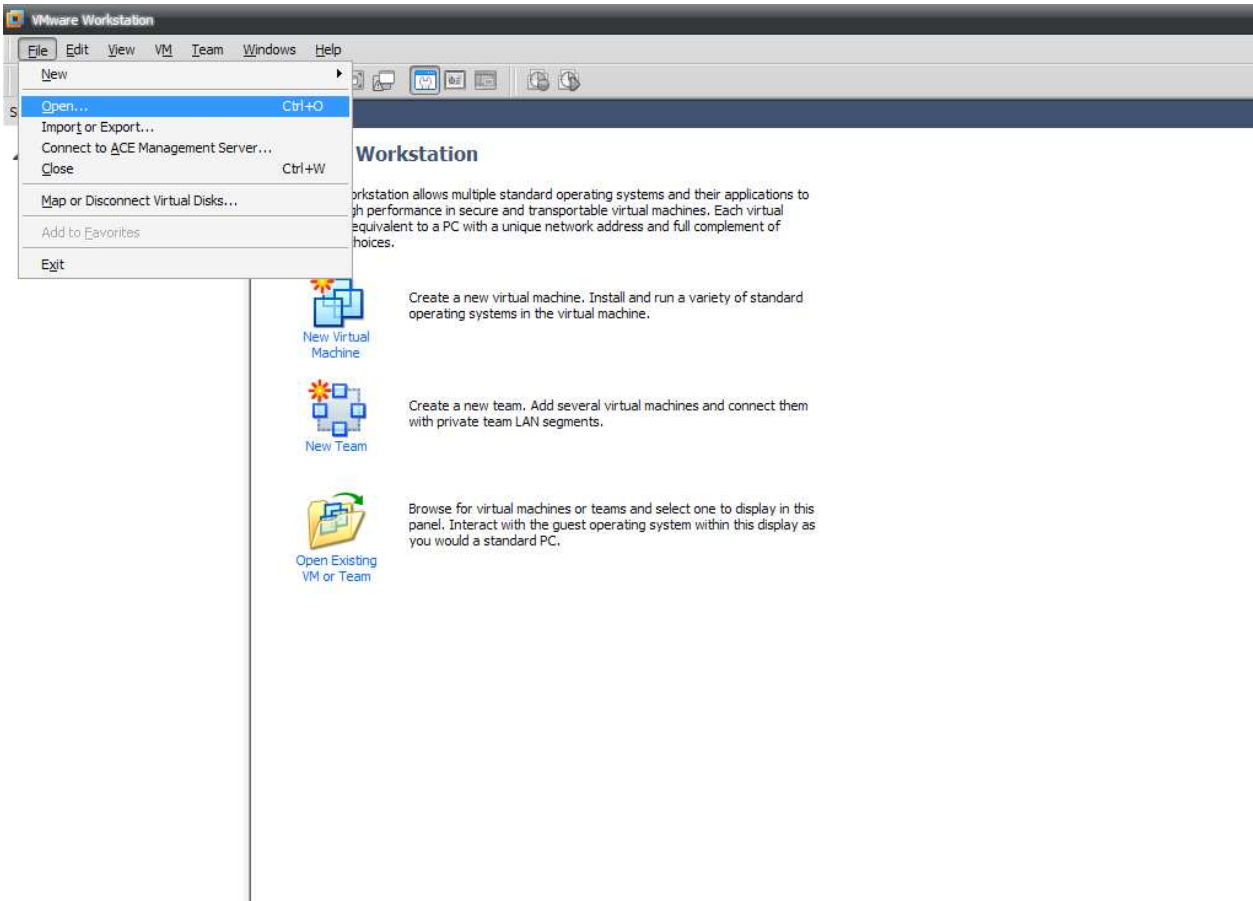 VMware Workstation
File Edit View VM Team Windows Help
New
S
Open... Ctrl+O
Import or Export...
Connect to ACE Management Server...
Close Ctrl+W
Map or Disconnect Virtual Disks...
Add to Favorites
Exit
Workstation
orkstation allows multiple standard operating systems and their applications to
gh performance in secure and transportable virtual machines. Each virtual
equivalent to a PC with a unique network address and full complement of
hoices.
New Virtual
Machine
Create a new virtual machine. Install and run a variety of standard
operating systems in the virtual machine.
New Team
Create a new team. Add several virtual machines and connect them
with private team LAN segments.
Open Existing
VM or Team
Browse for virtual machines or teams and select one to display in this
panel. Interact with the guest operating system within this display as
you would a standard PC.